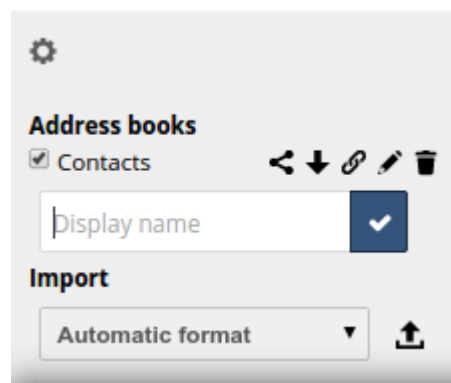 Address books
Contacts
Display name
Import
Automatic format